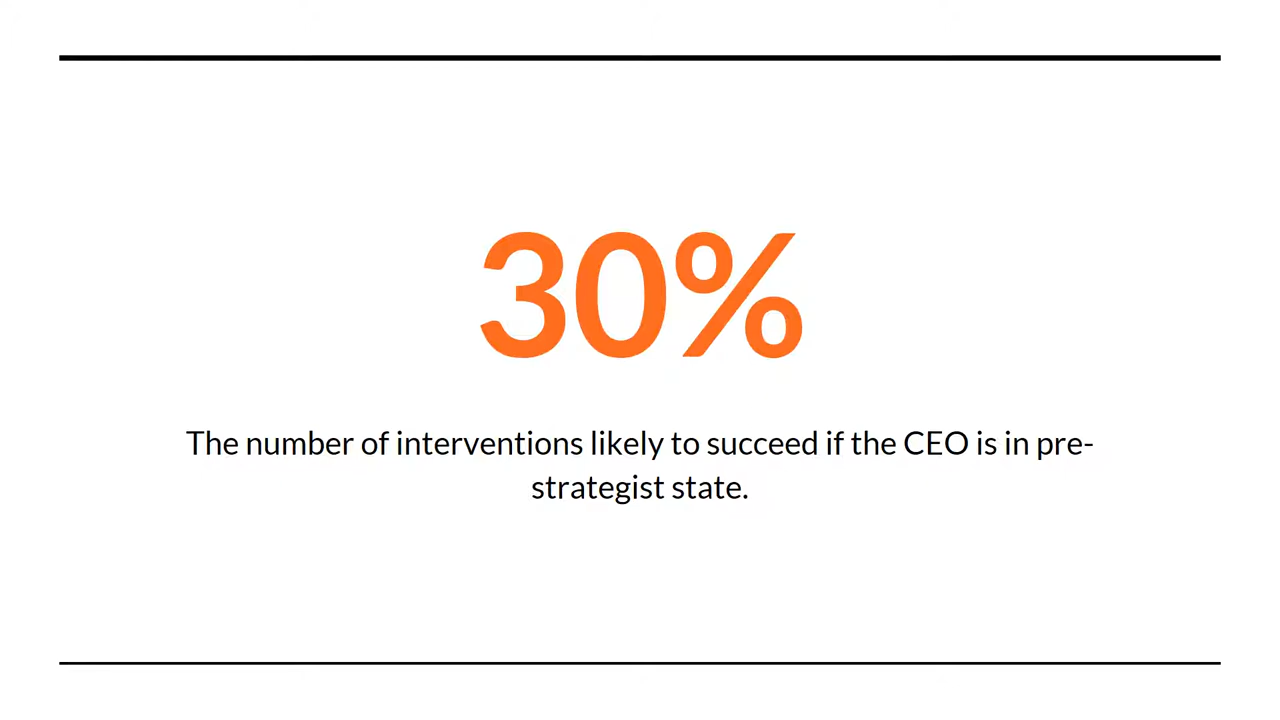 30%
The number of interventions likely to succeed if the CEO is in pre-
strategist state.